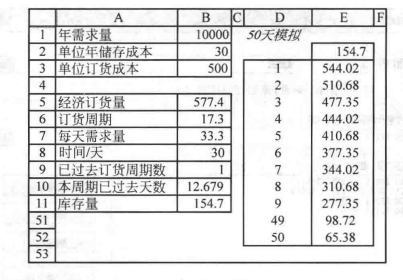 A B C D E F
1 年需求量 10000 50天模拟
2 单位年储存成本 30 154.7
3 单位订货成本 500 1 544.02
4 2 510.68
5 经济订货量 577.4 3 477.35
6 订货周期 17.3 4 444.02
7 每天需求量 33.3 5 410.68
8 时间/天 30 6 377.35
9 已过去订货周期数 1 7 344.02
10 本周期已过去天数 12.679 8 310.68
11 库存量 154.7 9 277.35
51 49 98.72
52 50 65.38
53